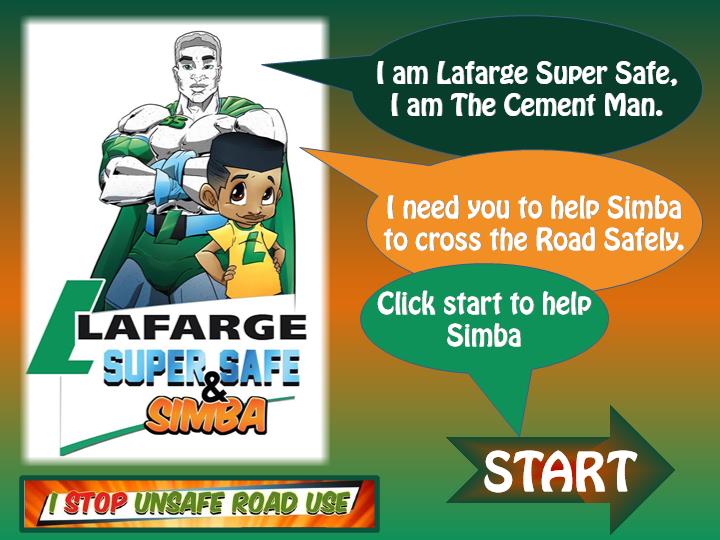 I am Lafarge Super Safe,
I am The Cement Man.
I need you to help Simba
to cross the Road Safely.
Click start to help
Simba
START
SS
L
L
LAFARGE
SUPER SAFE
&
SIMBA
I STOP UNSAFE ROAD USE